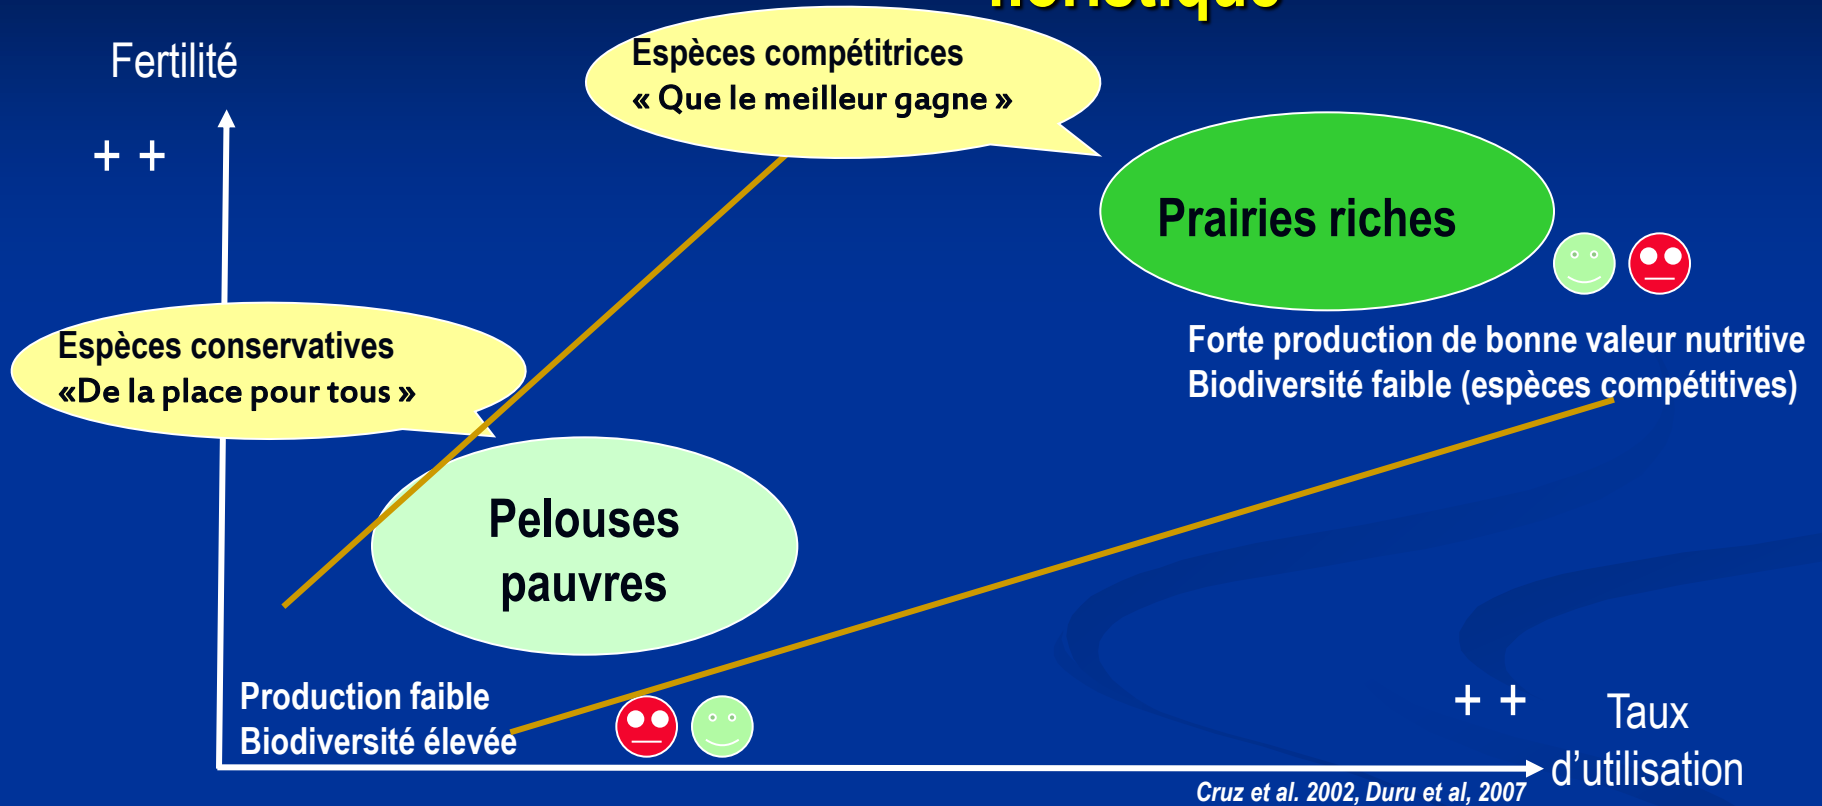 floristique
Fertilité
+ +
Espèces compétitrices
« Que le meilleur gagne »
Prairies riches
Espèces conservatives
«De la place pour tous »
Forte production de bonne valeur nutritive
Biodiversité faible (espèces compétitives)
Pelouses
pauvres
Production faible
Biodiversité élevée
+ +
Taux
d’utilisation
Cruz et al. 2002, Duru et al, 2007